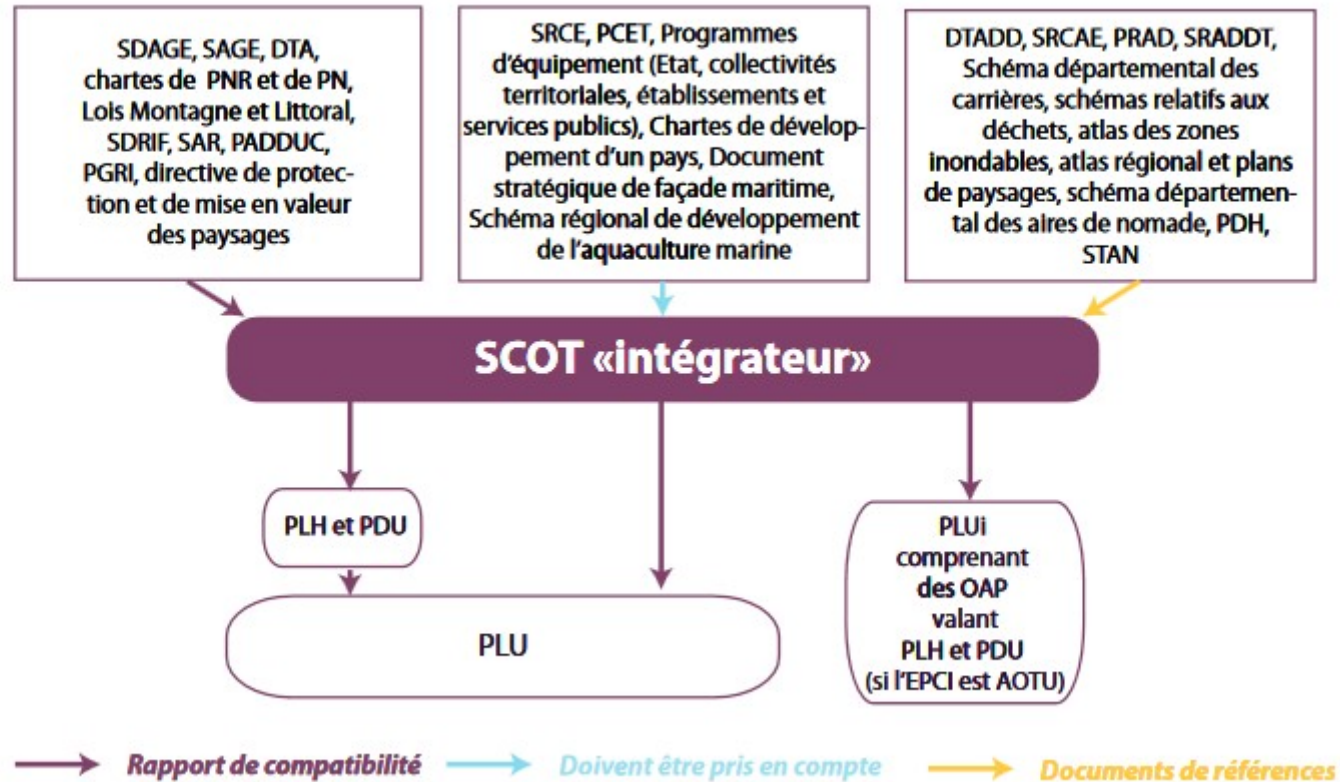 SDAGE, SAGE, DTA,
chartes de PNR et de PN,
Lois Montagne et Littoral,
SDRIF, SAR, PADDUC,
PGRI, directive de protec-
tion et de mise en valeur
des paysages
SRCE, PCET, Programmes
d'équipement (Etat, collectivités
territoriales, établissements et
services publics), Chartes de dévelop-
pement d'un pays, Document
stratégique de façade maritime,
Schéma régional de développement
de l'aquaculture marine
DTADD, SRCAE, PRAD, SRADDT,
Schéma départemental des
carrières, schémas relatifs aux
déchets, atlas des zones
inondables, atlas régional et plans
de paysages, schéma départemen-
tal des aires de nomade, PDH,
STAN
SCOT «intégrateur»
PLH et PDU
PLU
PLUi
comprenant
des OAP
valant
PLH et PDU
(si l'EPCI est AOTU)
Rapport de compatibilité
Doivent être pris en compte
Documents de références